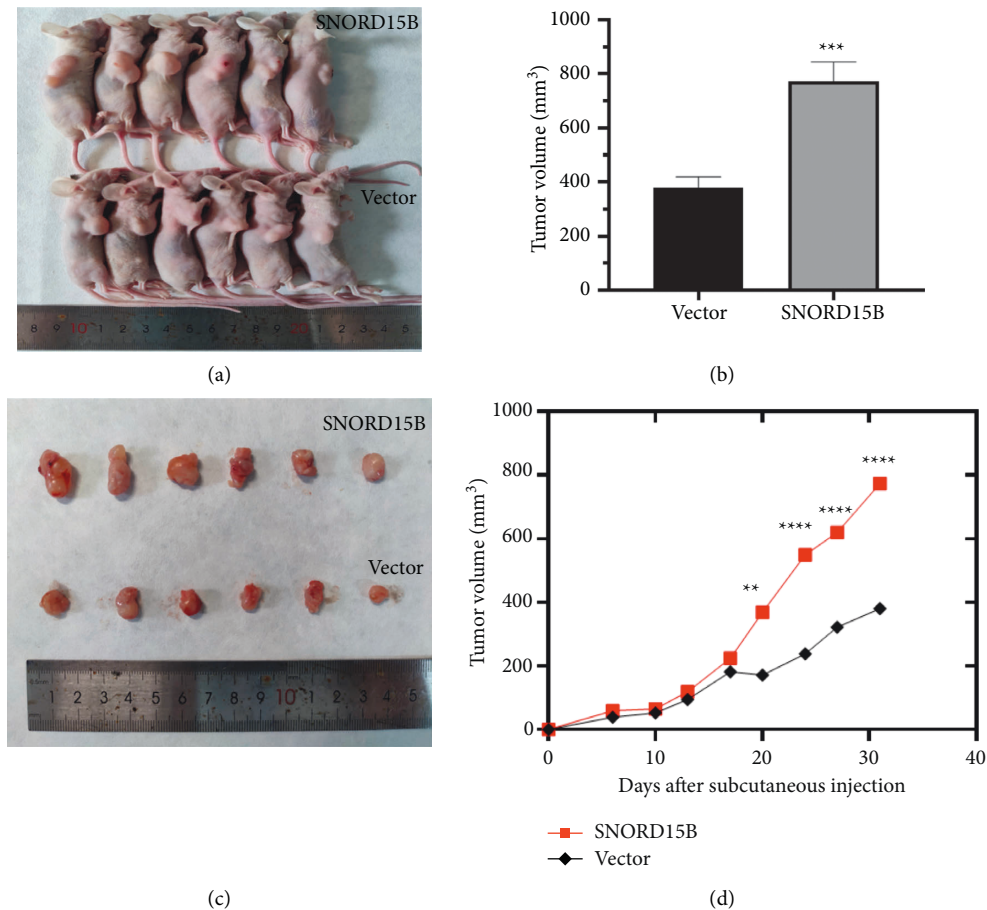 SNORD15B
Vector
8 9 10 1 2 3 4 5 6 7 8 9 20 1 2 3 4 5
(a)
Tumor volume (mm³)
1000
800
600
400
200
0
***
Vector SNORD15B
(b)
SNORD15B
Vector
1 2 3 4 5 6 7 8 9 10 1 2 3 4 5
(c)
Tumor volume (mm³)
1000
800
600
400
200
0
**
****
****
****
0 10 20 30 40
Days after subcutaneous injection
SNORD15B
Vector
(d)